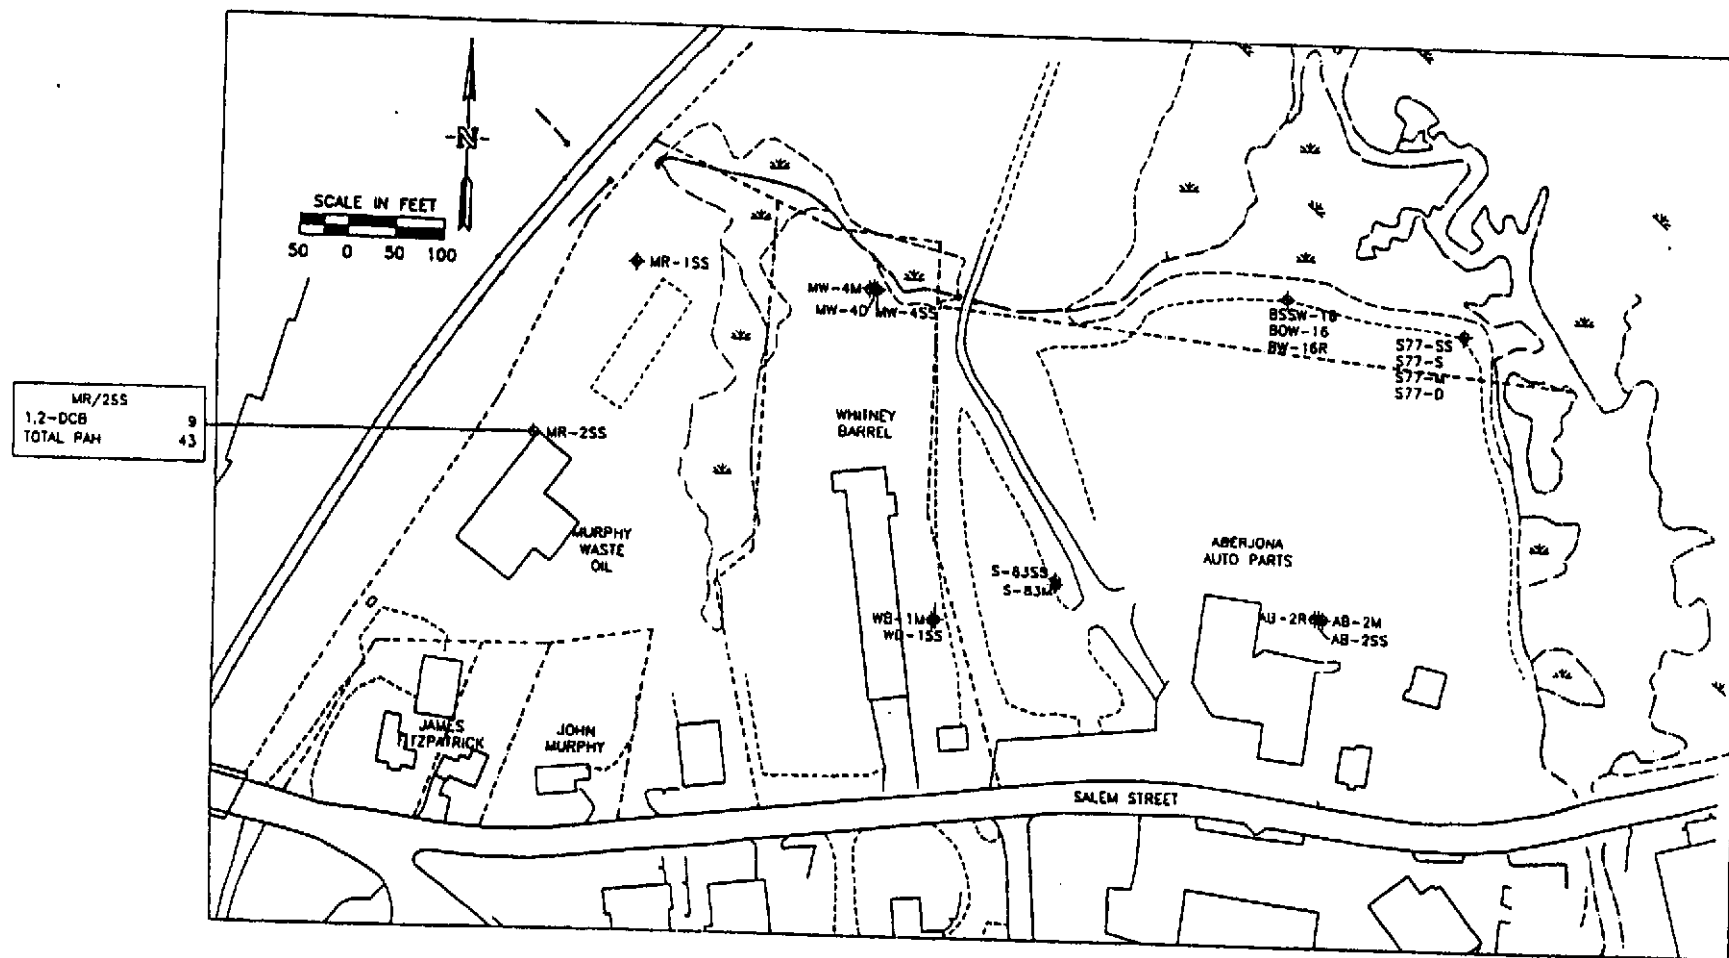 N
SCALE IN FEET
50 0 50 100
MR-1SS
MW-4M
MW-4D MW-4SS
BSSW-16
BOW-16
BW-16R
S77-SS
S77-S
S77-M
S77-D
MR/2SS
1,2-DCB 9
TOTAL PAH 43
MR-2SS
WHITNEY
BARREL
MURPHY
WASTE
OIL
ABERJONA
AUTO PARTS
S-83SS
S-83M
WB-1M
WB-1SS
AB-2R AB-2M
AB-2SS
JAMES
FITZPATRICK
JOHN
MURPHY
SALEM STREET